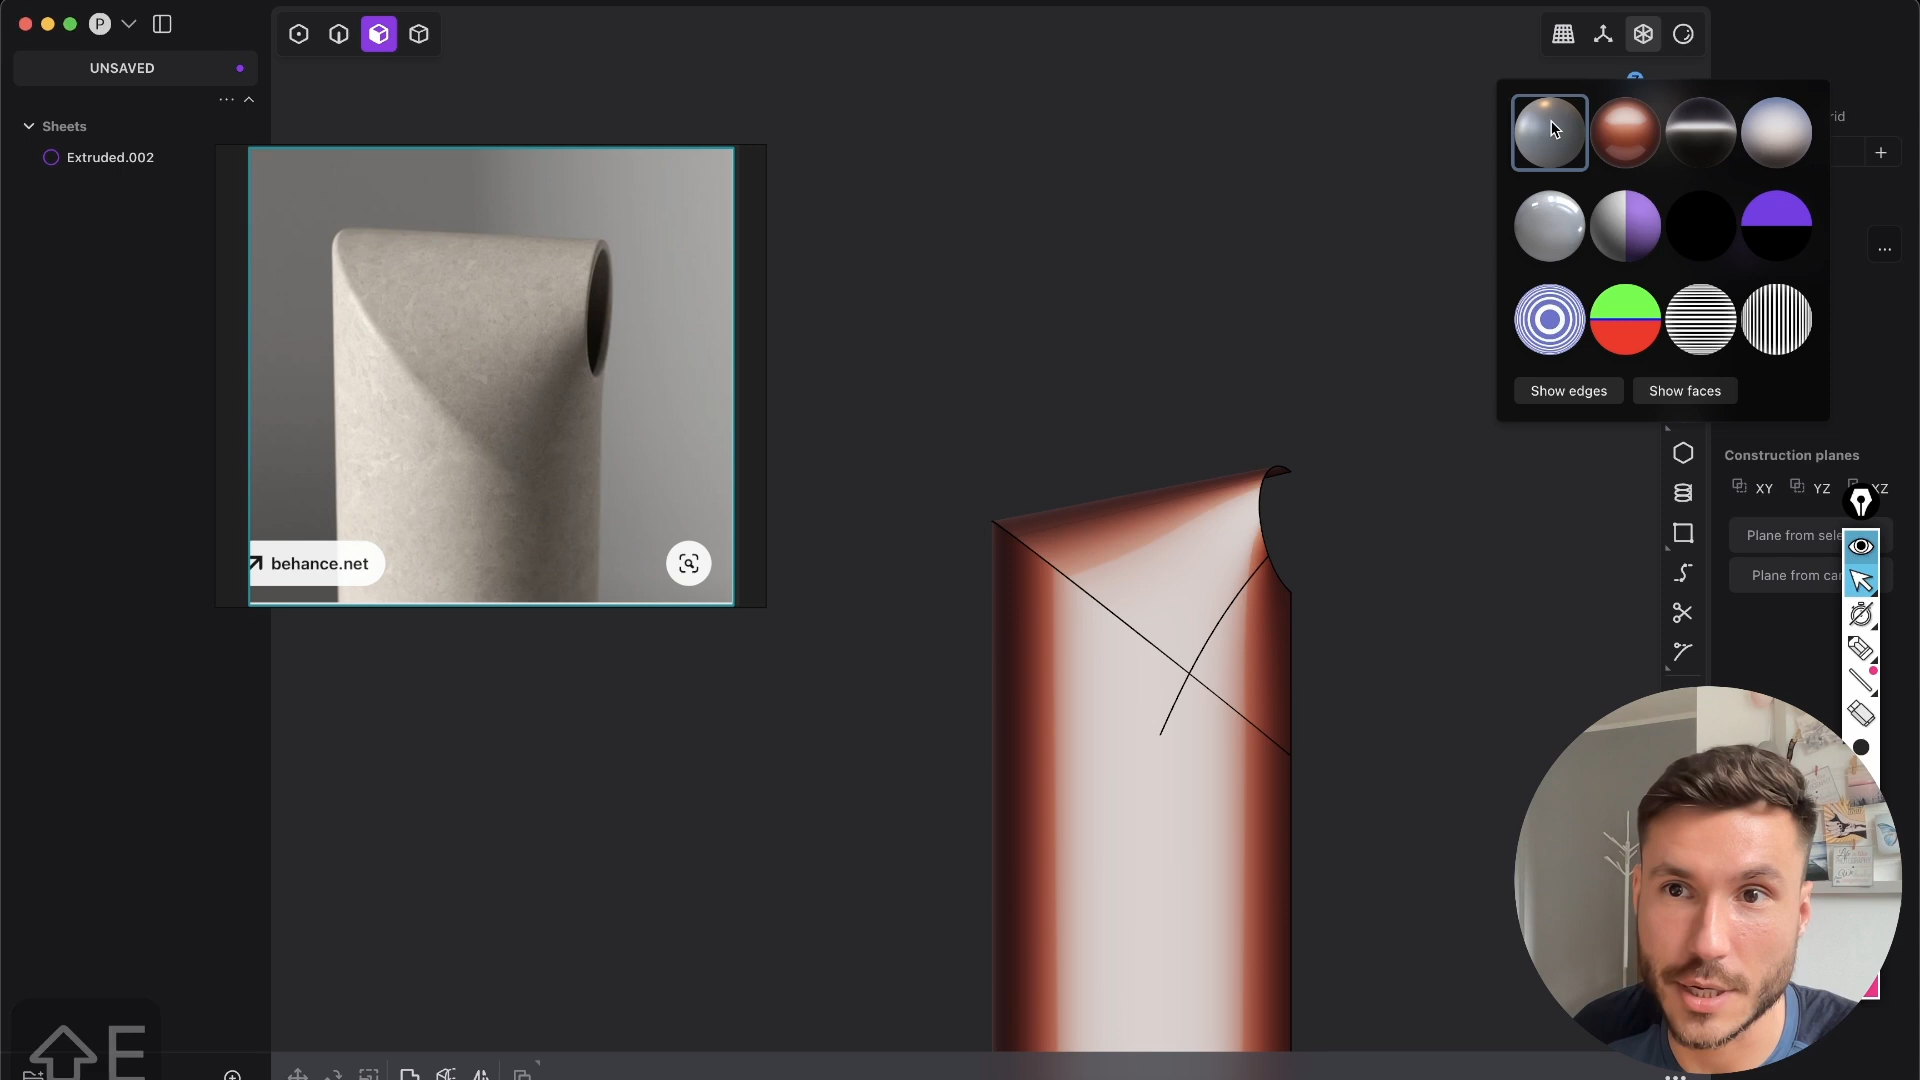 P
UNSAVED
Sheets
Extruded.002
behance.net
rid
Show edges
Show faces
Construction planes
XY
YZ
XZ
Plane from sele
Plane from ca
E